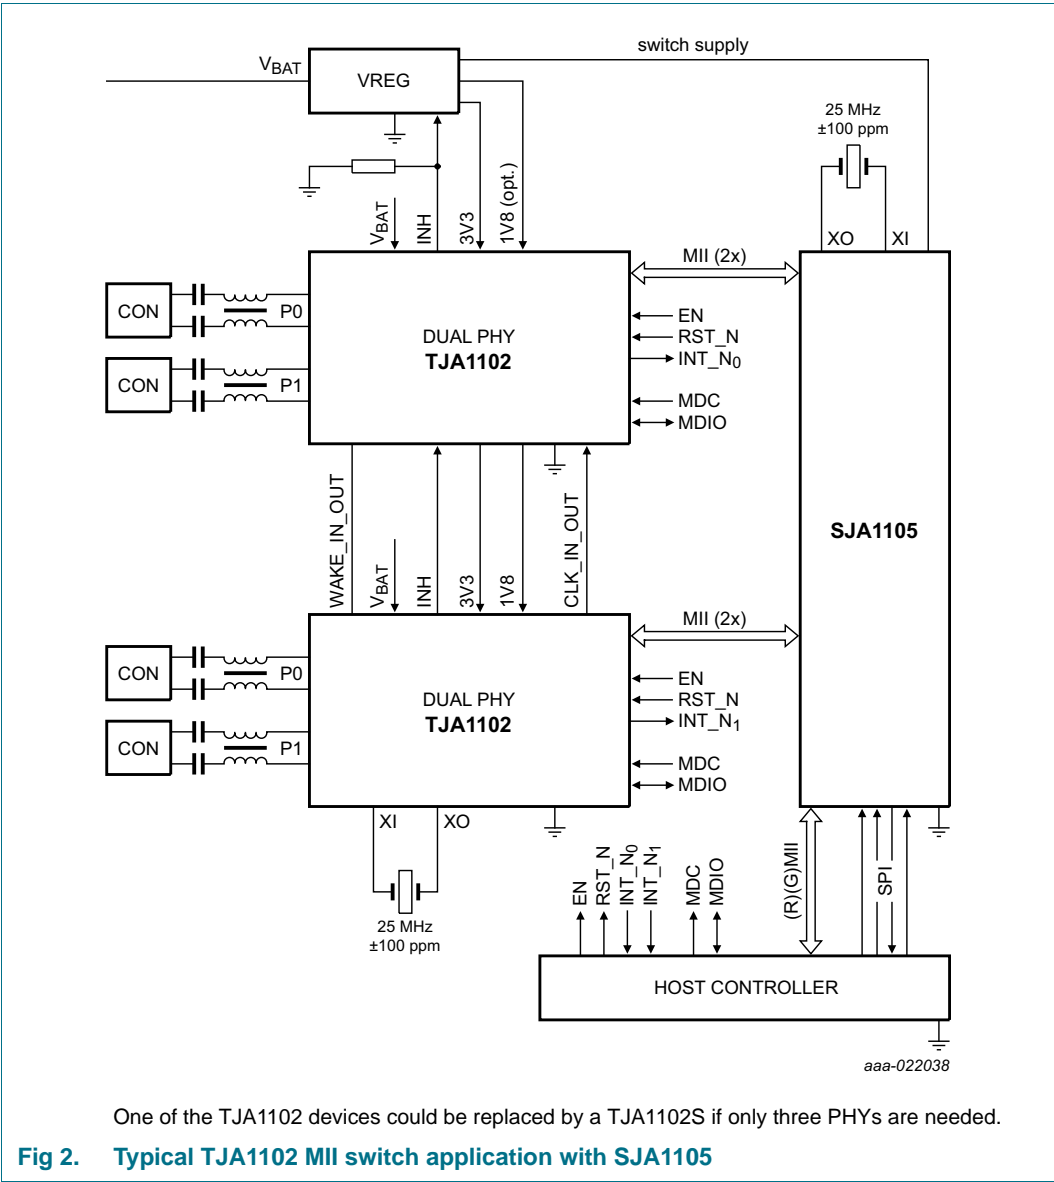 switch supply
VBAT
VREG
25 MHz
±100 ppm
VBAT
INH
3V3
1V8 (opt.)
XO
XI
MII (2x)
CON
P0
CON
P1
DUAL PHY
TJA1102
EN
RST_N
INT_N0
MDC
MDIO
SJA1105
WAKE_IN_OUT
VBAT
INH
3V3
1V8
CLK_IN_OUT
MII (2x)
CON
P0
CON
P1
DUAL PHY
TJA1102
EN
RST_N
INT_N1
MDC
MDIO
XI
XO
25 MHz
±100 ppm
EN
RST_N
INT_N0
INT_N1
MDC
MDIO
(R)(G)MII
SPI
HOST CONTROLLER
aaa-022038
One of the TJA1102 devices could be replaced by a TJA1102S if only three PHYs are needed.
Fig 2. Typical TJA1102 MII switch application with SJA1105